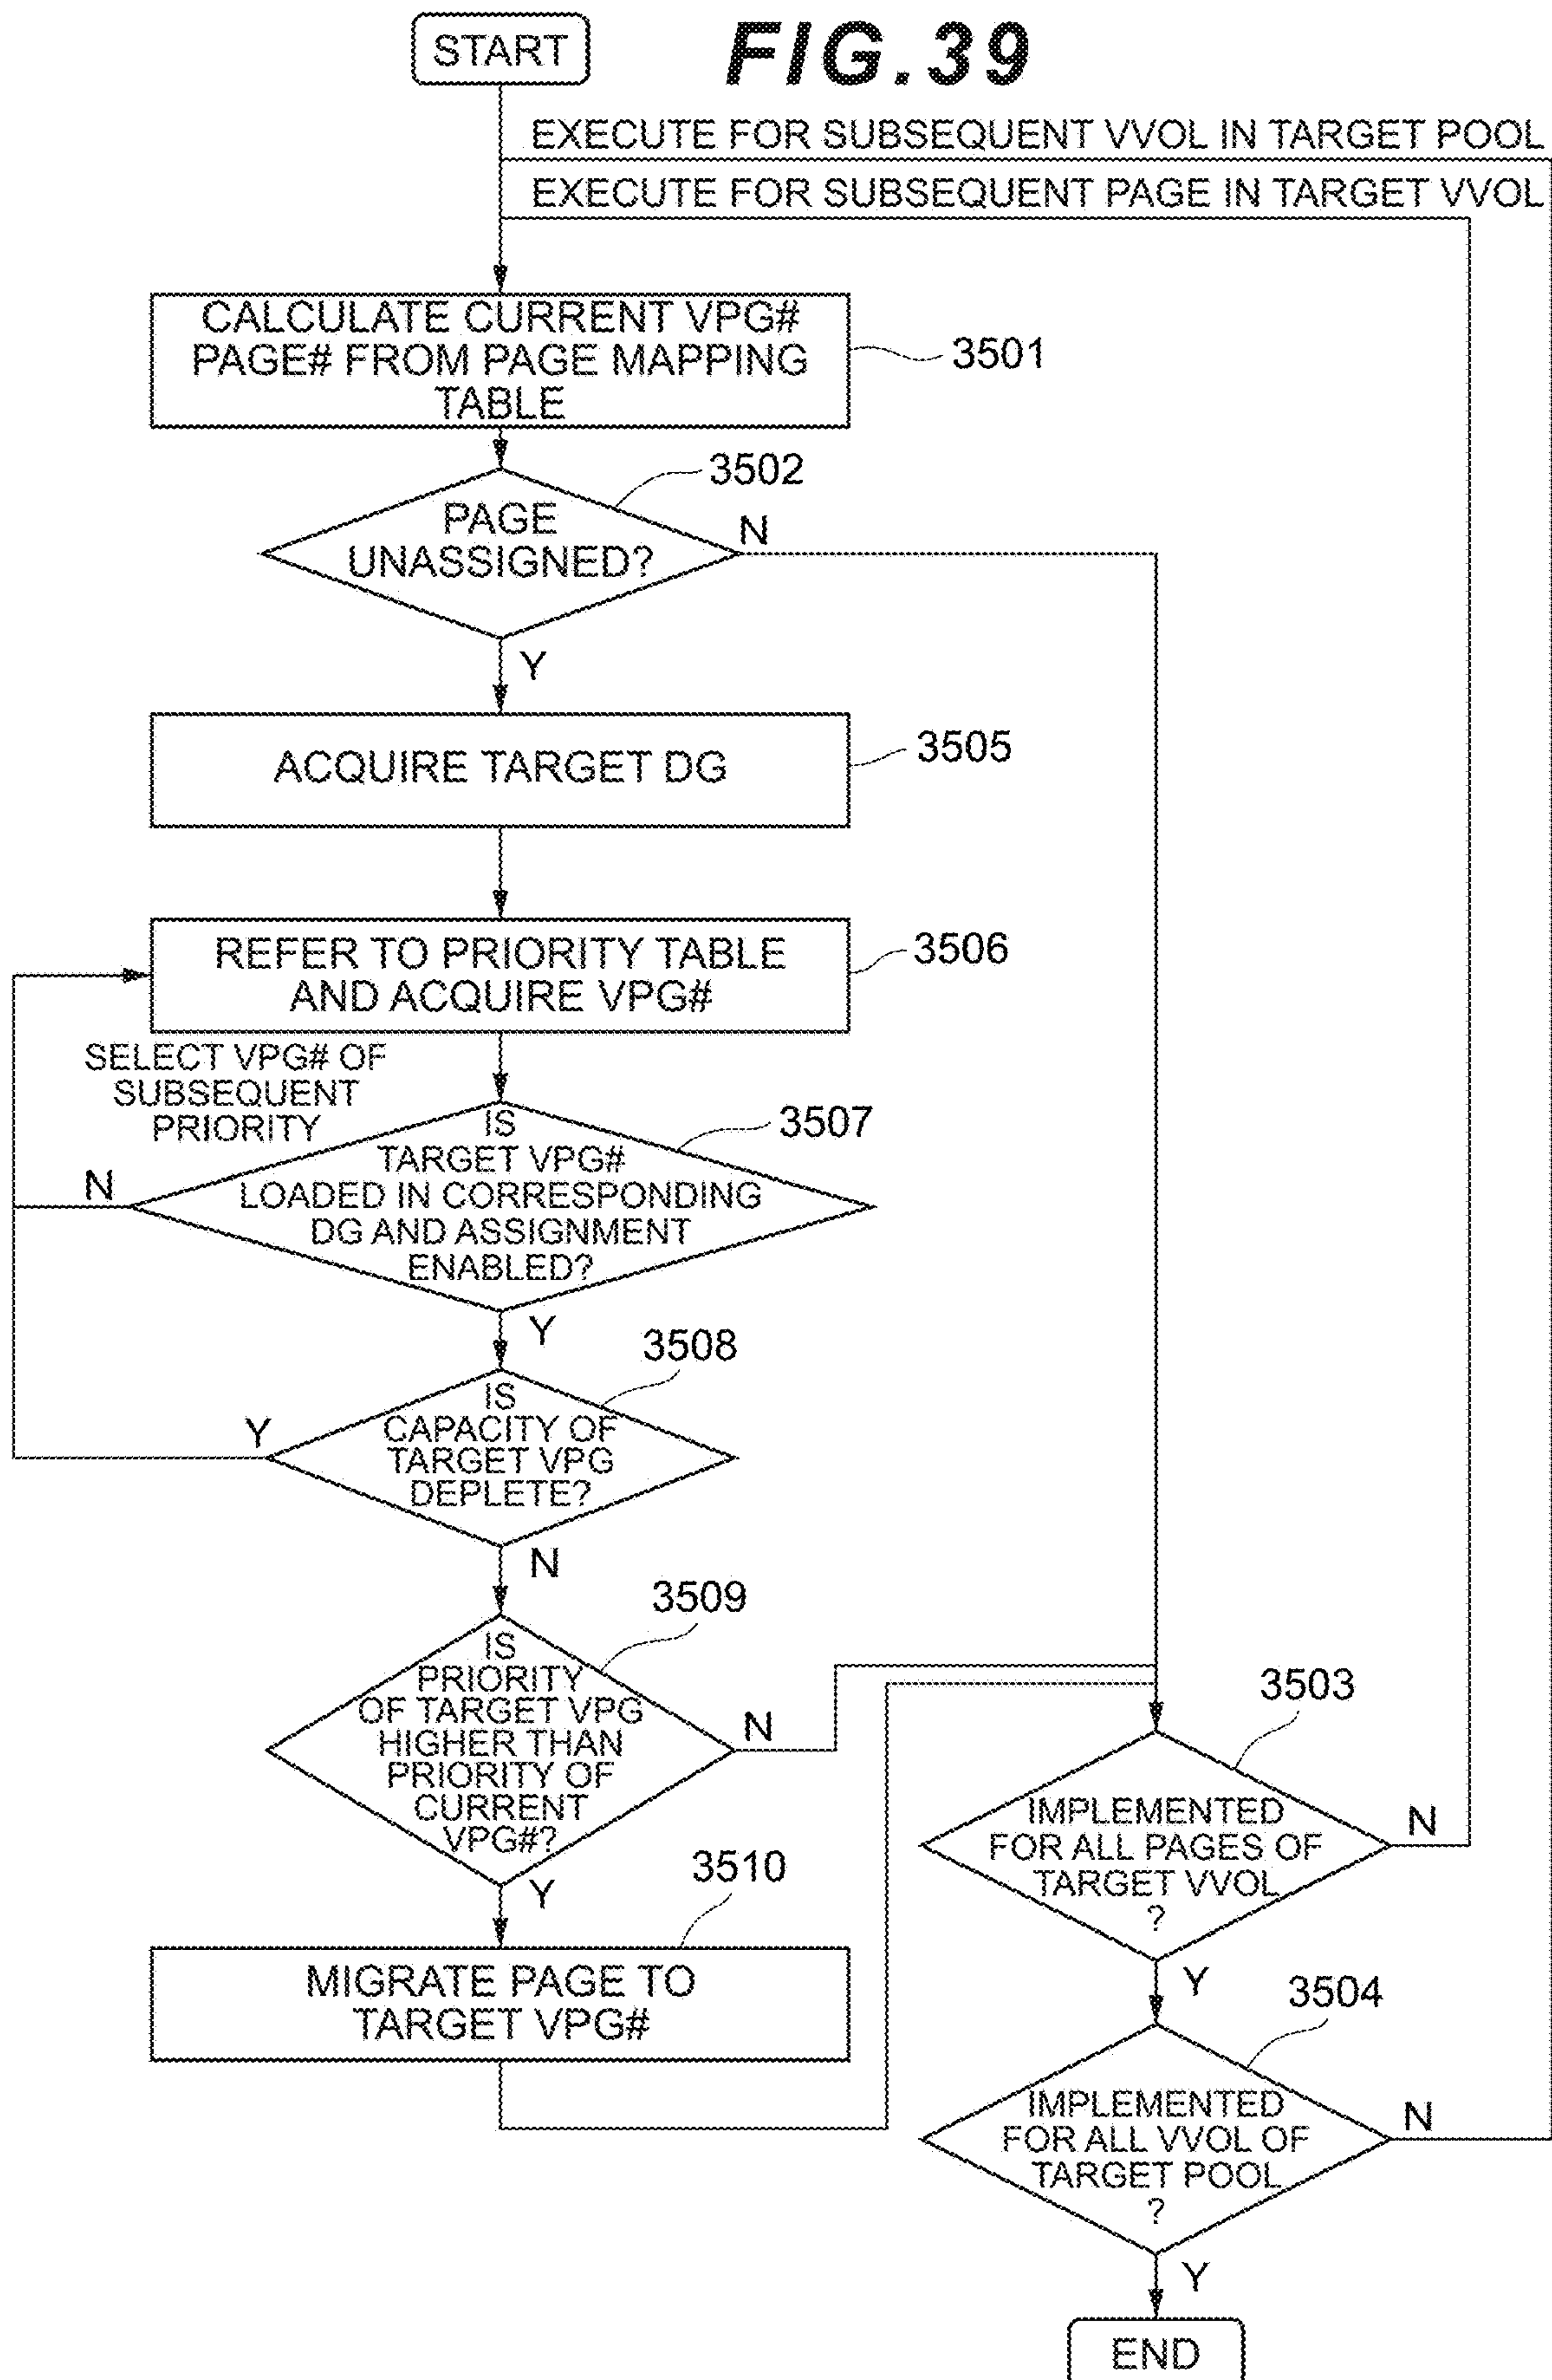 START
FIG.39
EXECUTE FOR SUBSEQUENT VVOL IN TARGET POOL
EXECUTE FOR SUBSEQUENT PAGE IN TARGET VVOL
CALCULATE CURRENT VPG#
PAGE# FROM PAGE MAPPING
TABLE
3501
3502
PAGE
UNASSIGNED?
N
Y
ACQUIRE TARGET DG
3505
REFER TO PRIORITY TABLE
AND ACQUIRE VPG#
3506
SELECT VPG# OF
SUBSEQUENT
PRIORITY
IS
TARGET VPG#
LOADED IN CORRESPONDING
DG AND ASSIGNMENT
ENABLED?
3507
N
Y
3508
IS
CAPACITY OF
TARGET VPG
DEPLETE?
Y
N
3509
IS
PRIORITY
OF TARGET VPG
HIGHER THAN
PRIORITY OF
CURRENT
VPG#?
N
Y
3510
MIGRATE PAGE TO
TARGET VPG#
3503
IMPLEMENTED
FOR ALL PAGES OF
TARGET VVOL
?
N
Y
3504
IMPLEMENTED
FOR ALL VVOL OF
TARGET POOL
?
N
Y
END